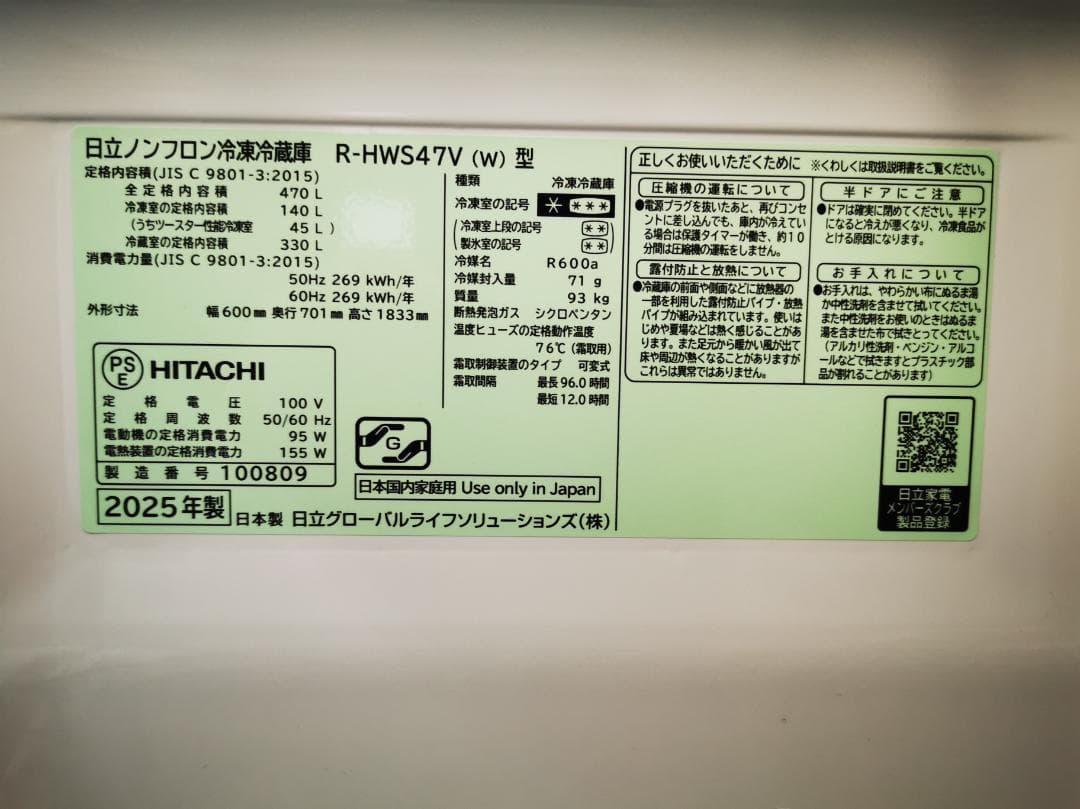 日立ノンフロン冷凍冷蔵庫 R-HWS47V (W) 型
定格内容積(JIS C 9801-3:2015)
全定格内容積 470 L
冷凍室の定格内容積 140 L
(うちツースター性能冷凍室 45 L )
冷蔵室の定格内容積 330 L
消費電力量(JIS C 9801-3:2015)
50Hz 269 kWh/年
60Hz 269 kWh/年
外形寸法 幅600㎜ 奥行701㎜ 高さ1833㎜
PS
E
HITACHI
定格電圧 100 V
定格周波数 50/60 Hz
電動機の定格消費電力 95 W
電熱装置の定格消費電力 155 W
製造番号 100809
2025年製
日本製 日立グローバルライフソリューションズ(株)
種類 冷凍冷蔵庫
冷凍室の記号 * ***
(冷凍室上段の記号 (**)
製氷室の記号 (**))
冷媒名 R600a
冷媒封入量 71 g
質量 93 kg
断熱発泡ガス シクロペンタン
温度ヒューズの定格動作温度
76℃(霜取用)
霜取制御装置のタイプ 可変式
霜取間隔 最長96.0時間
最短12.0時間
G
日本国内家庭用 Use only in Japan
正しくお使いいただくために ※くわしくは取扱説明書をご覧ください。
圧縮機の運転について
●電源プラグを抜いたあと、再びコンセ
ントに差し込んでも、庫内が冷えてい
る場合は保護タイマーが働き、約10
分間は圧縮機の運転をしません。
露付防止と放熱について
●冷蔵庫の前面や側面などに放熱器の
一部を利用した露付防止パイプ・放熱
パイプが組み込まれています。使いは
じめや夏場などは熱く感じることがあ
ります。また足元から暖かい風が出て
床や周辺が熱くなることがありますが
これらは異常ではありません。
半ドアにご注意
●ドアは確実に閉めてください。半ドア
になると冷えが悪くなり、冷凍食品が
とける原因になります。
お手入れについて
●お手入れは、やわらかい布にぬるま湯
か中性洗剤を含ませて拭いてください。
また中性洗剤をお使いのときはぬるま
湯を含ませた布で拭きとってください。
(アルカリ性洗剤・ベンジン・アルコ
ールなどで拭きますとプラスチック部
品が割れることがあります)
日立家電
メンバーズクラブ
製品登録